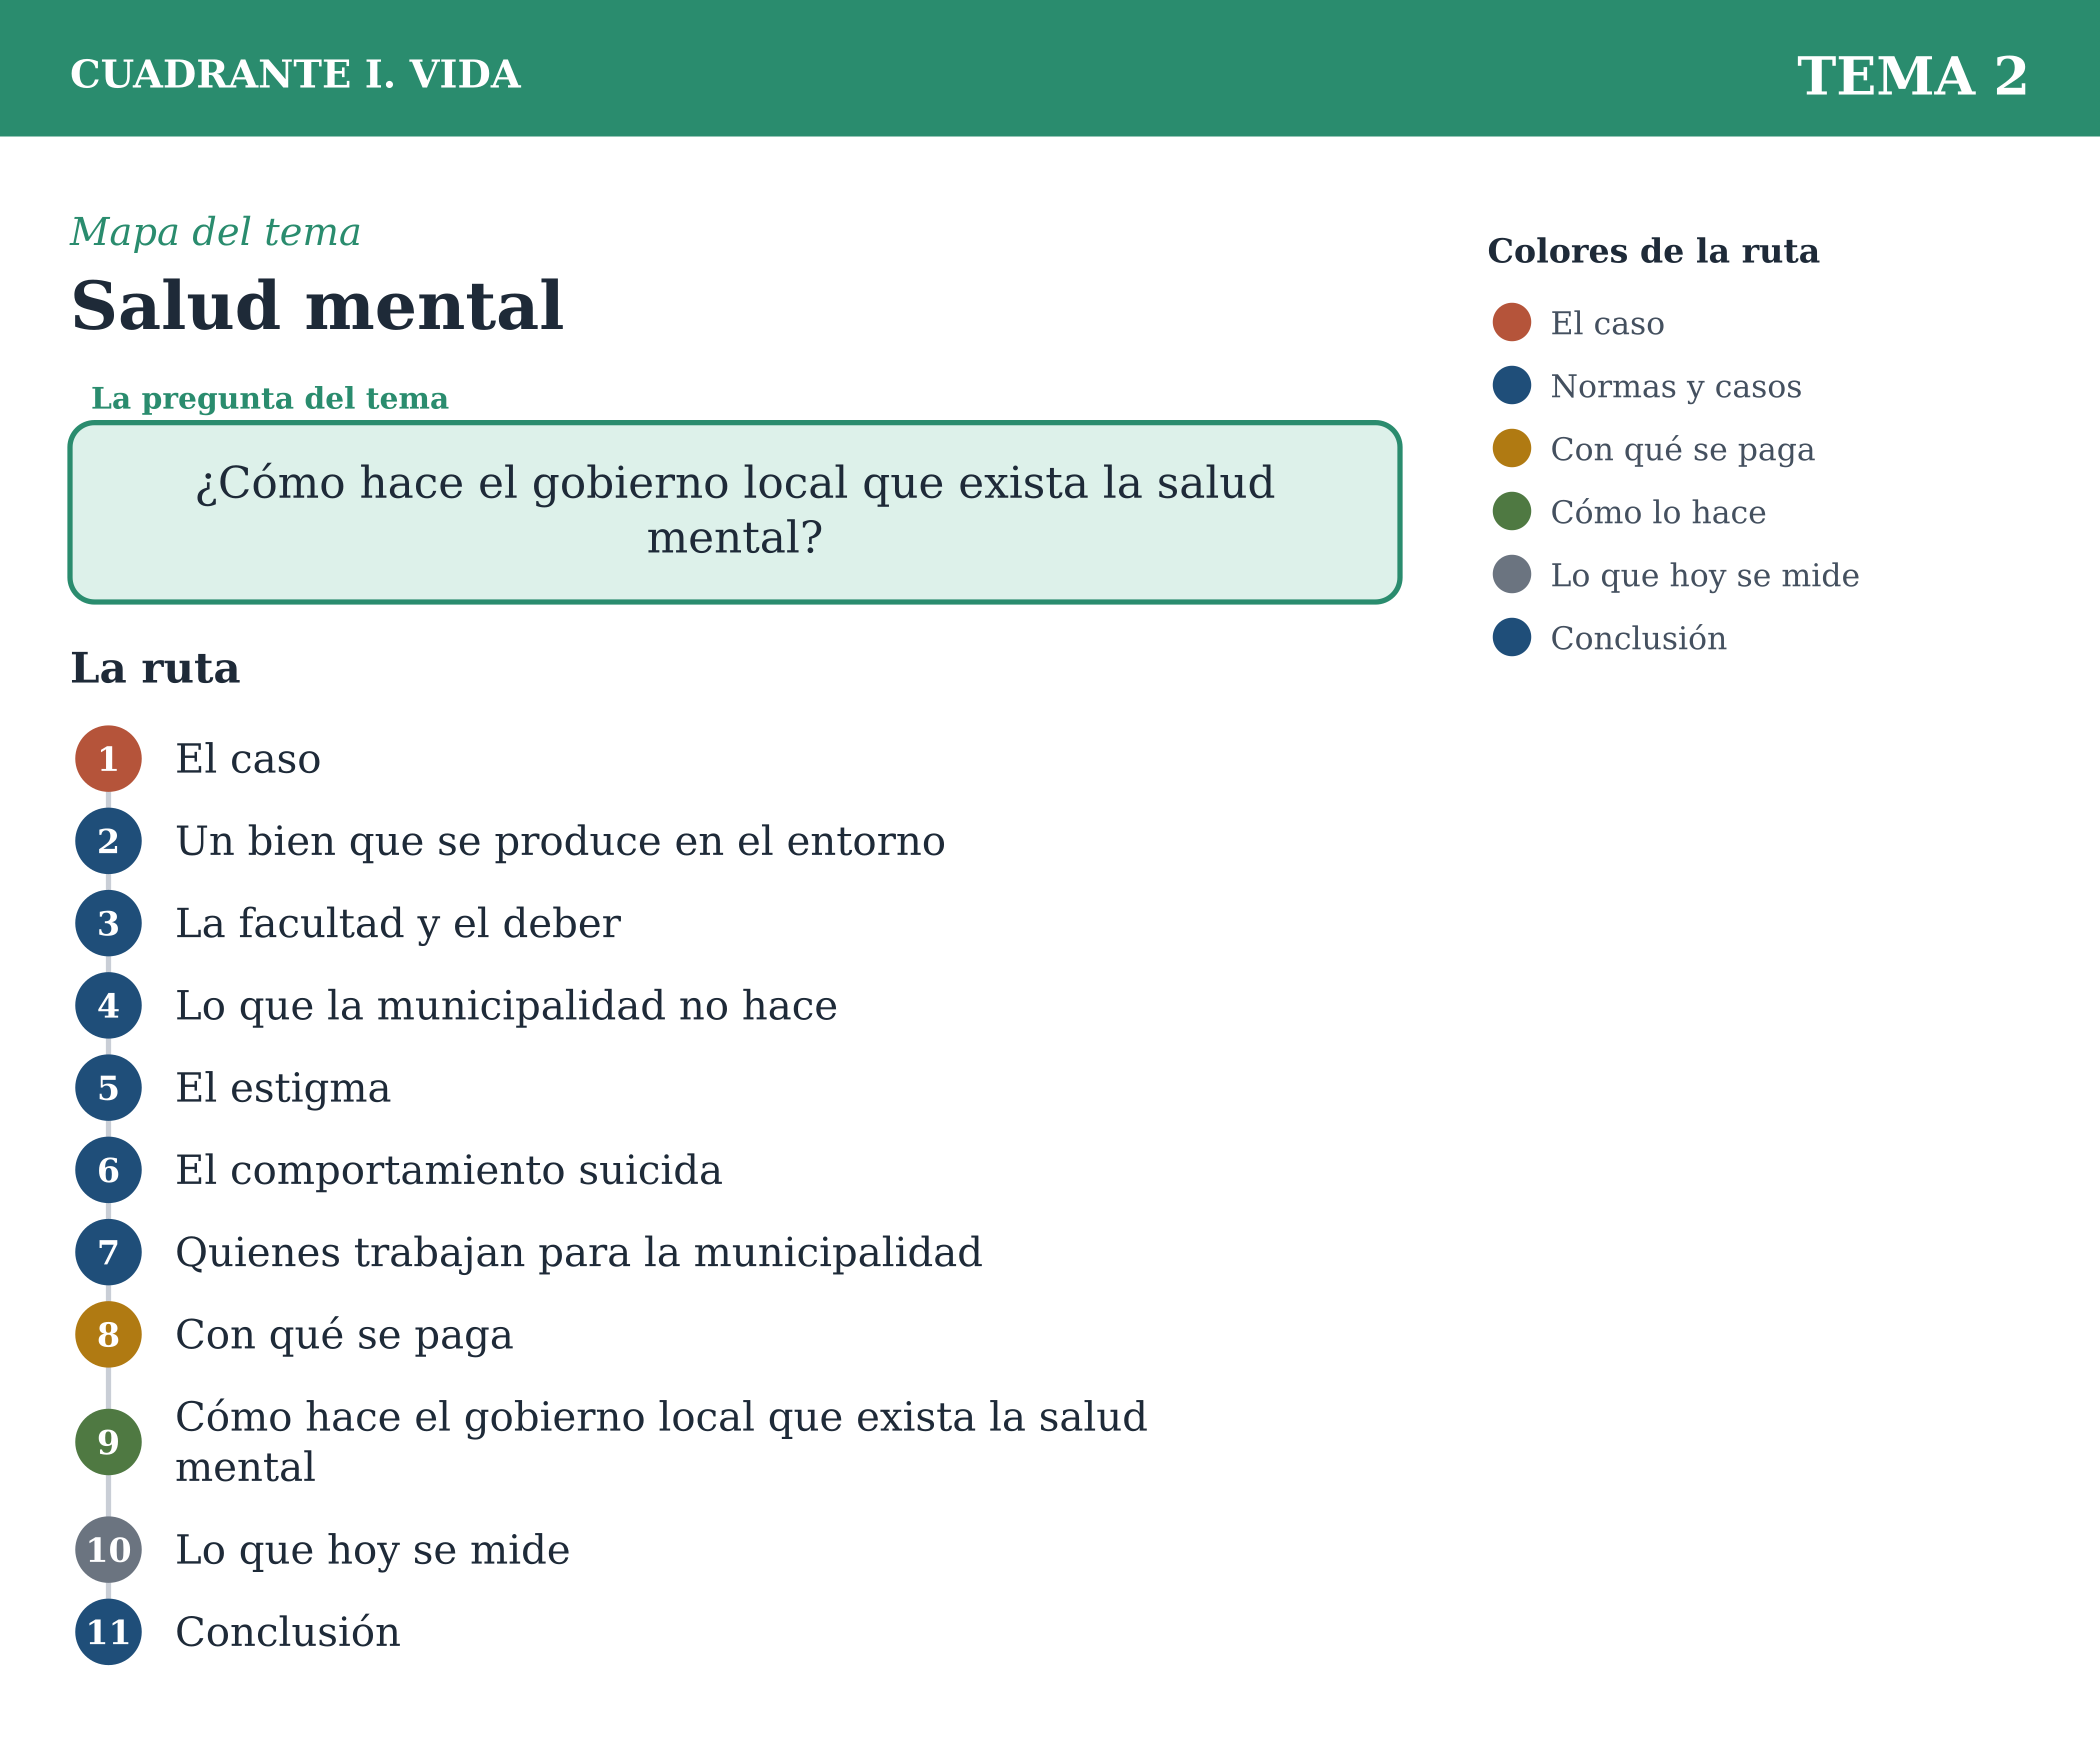 CUADRANTE I. VIDA
TEMA 2
Mapa del tema
Salud mental
La pregunta del tema
¿Cómo hace el gobierno local que exista la salud
mental?
Colores de la ruta
El caso
Normas y casos
Con qué se paga
Cómo lo hace
Lo que hoy se mide
Conclusión
La ruta
1 El caso
2 Un bien que se produce en el entorno
3 La facultad y el deber
4 Lo que la municipalidad no hace
5 El estigma
6 El comportamiento suicida
7 Quienes trabajan para la municipalidad
8 Con qué se paga
9 Cómo hace el gobierno local que exista la salud
mental
10 Lo que hoy se mide
11 Conclusión